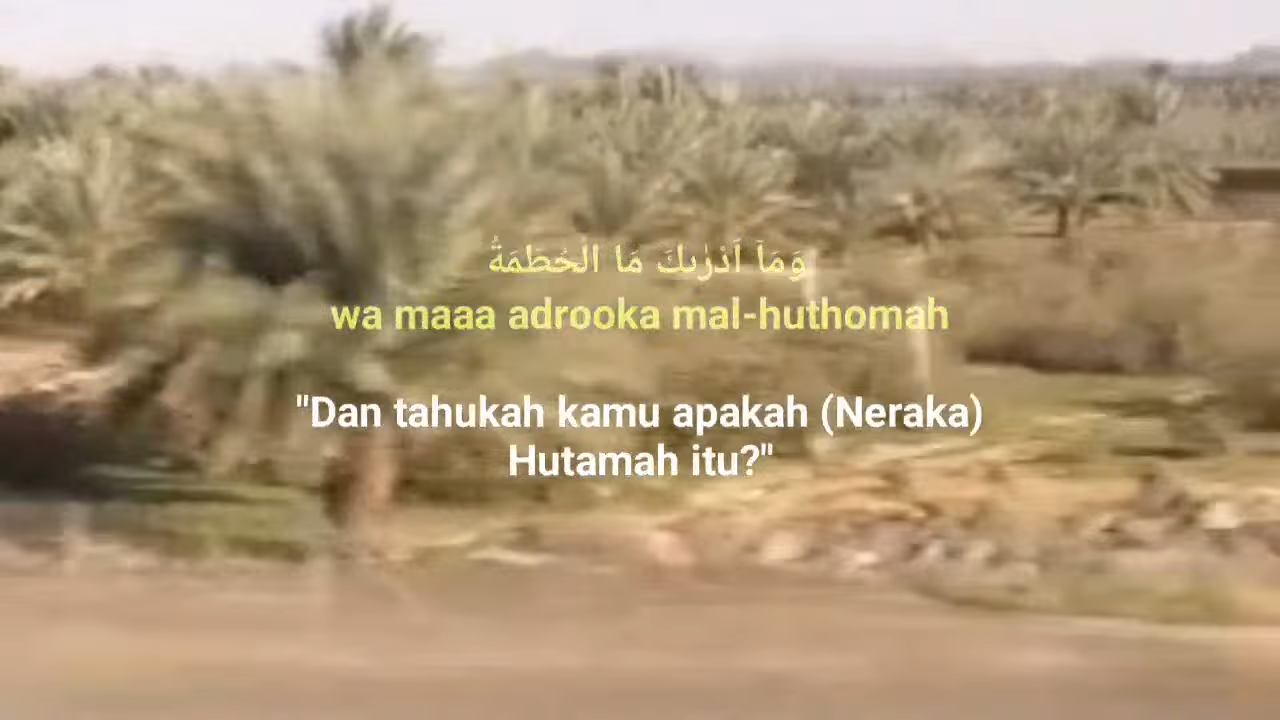 وَمَآ اَدْرٰىكَ مَا الْحُطَمَةُ
wa maaa adrooka mal-huthomah
"Dan tahukah kamu apakah (Neraka)
Hutamah itu?"